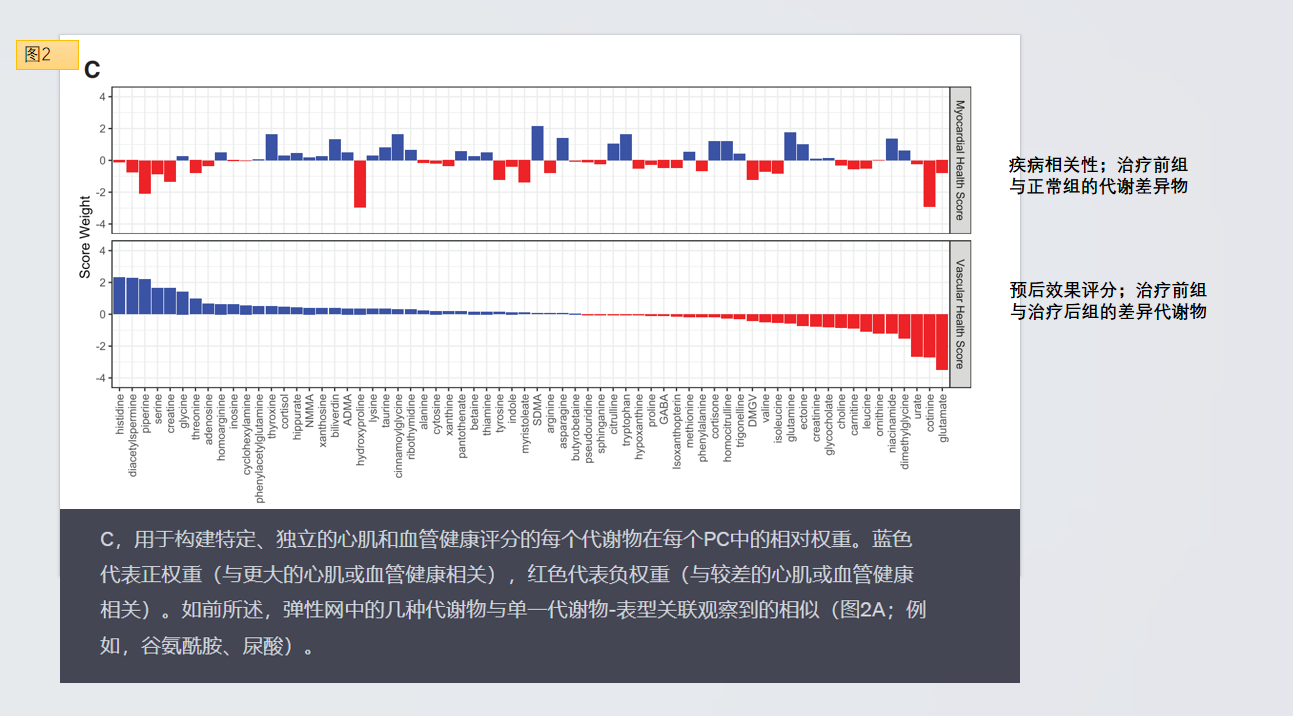 图2
C
4
2
0
-2
-4
Myocardial Health Score
疾病相关性；治疗前组
与正常组的代谢差异物
Score Weight
4
2
0
-2
-4
Vascular Health Score
预后效果评分；治疗前组
与治疗后组的差异代谢物
histidine
diacetylspermine
piperine
serine
creatine
glycine
threonine
adenosine
homoarginine
inosine
cyclohexylamine
phenylacetylglutamine
thyroxine
cortisol
hippurate
NMMA
xanthosine
biliverdin
ADMA
hydroxyproline
lysine
taurine
cinnamoylglycine
ribothymidine
alanine
cytosine
xanthine
pantothenate
betaine
thiamine
tyrosine
indole
myristoleate
SDMA
arginine
asparagine
butyrobetaine
pseudouridine
sphinganine
citrulline
tryptophan
hypoxanthine
proline
GABA
Isoxanthopterin
methionine
phenylalanine
cortisone
homocitrulline
trigonelline
DMGV
valine
isoleucine
glutamine
ectoine
creatinine
glycocholate
choline
carnitine
leucine
ornithine
niacinamide
dimethylglycine
urate
cotinine
glutamate
C，用于构建特定、独立的心肌和血管健康评分的每个代谢物在每个PC中的相对权重。蓝色
代表正权重（与更大的心肌或血管健康相关），红色代表负权重（与较差的心肌或血管健康
相关）。如前所述，弹性网中的几种代谢物与单一代谢物-表型关联观察到的相似（图2A；例
如，谷氨酰胺、尿酸）。